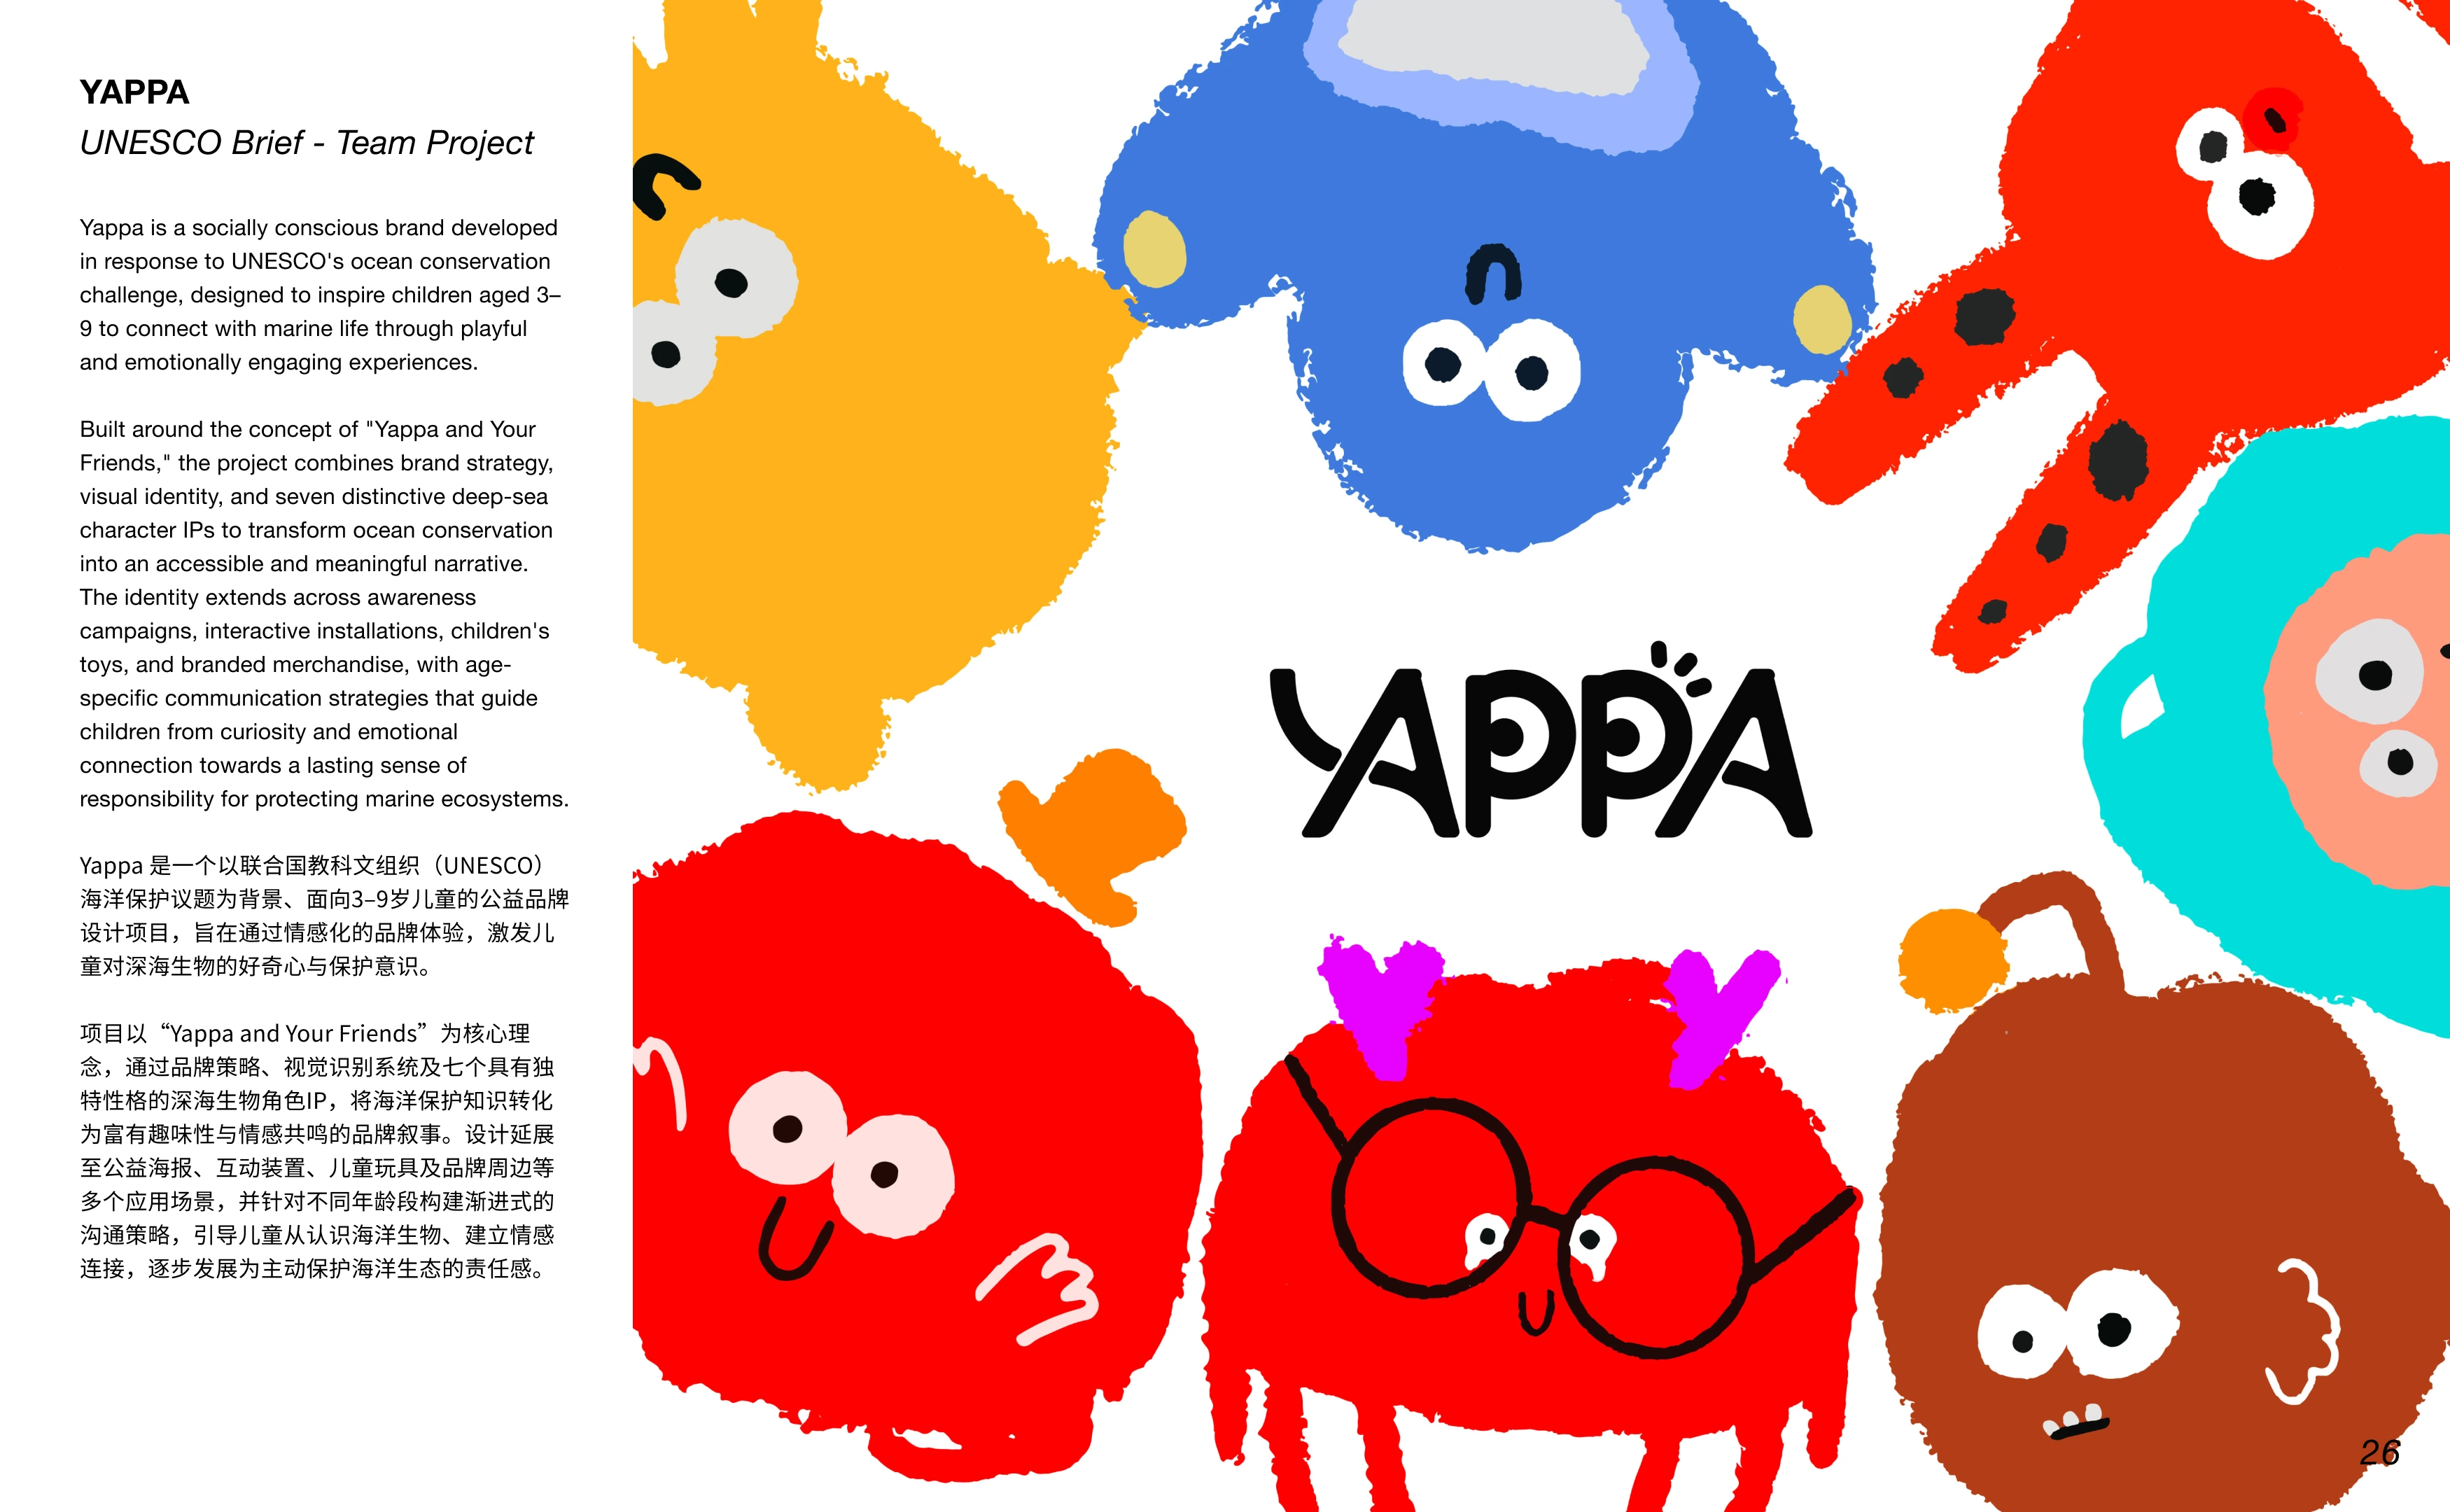 YAPPA
UNESCO Brief - Team Project
Yappa is a socially conscious brand developed
in response to UNESCO's ocean conservation
challenge, designed to inspire children aged 3–
9 to connect with marine life through playful
and emotionally engaging experiences.
Built around the concept of "Yappa and Your
Friends," the project combines brand strategy,
visual identity, and seven distinctive deep-sea
character IPs to transform ocean conservation
into an accessible and meaningful narrative.
The identity extends across awareness
campaigns, interactive installations, children's
toys, and branded merchandise, with age-
specific communication strategies that guide
children from curiosity and emotional
connection towards a lasting sense of
responsibility for protecting marine ecosystems.
Yappa 是一个以联合国教科文组织（UNESCO）
海洋保护议题为背景、面向3–9岁儿童的公益品牌
设计项目，旨在通过情感化的品牌体验，激发儿
童对深海生物的好奇心与保护意识。
项目以“Yappa and Your Friends”为核心理
念，通过品牌策略、视觉识别系统及七个具有独
特性格的深海生物角色IP，将海洋保护知识转化
为富有趣味性与情感共鸣的品牌叙事。设计延展
至公益海报、互动装置、儿童玩具及品牌周边等
多个应用场景，并针对不同年龄段构建渐进式的
沟通策略，引导儿童从认识海洋生物、建立情感
连接，逐步发展为主动保护海洋生态的责任感。
YAPPA
26